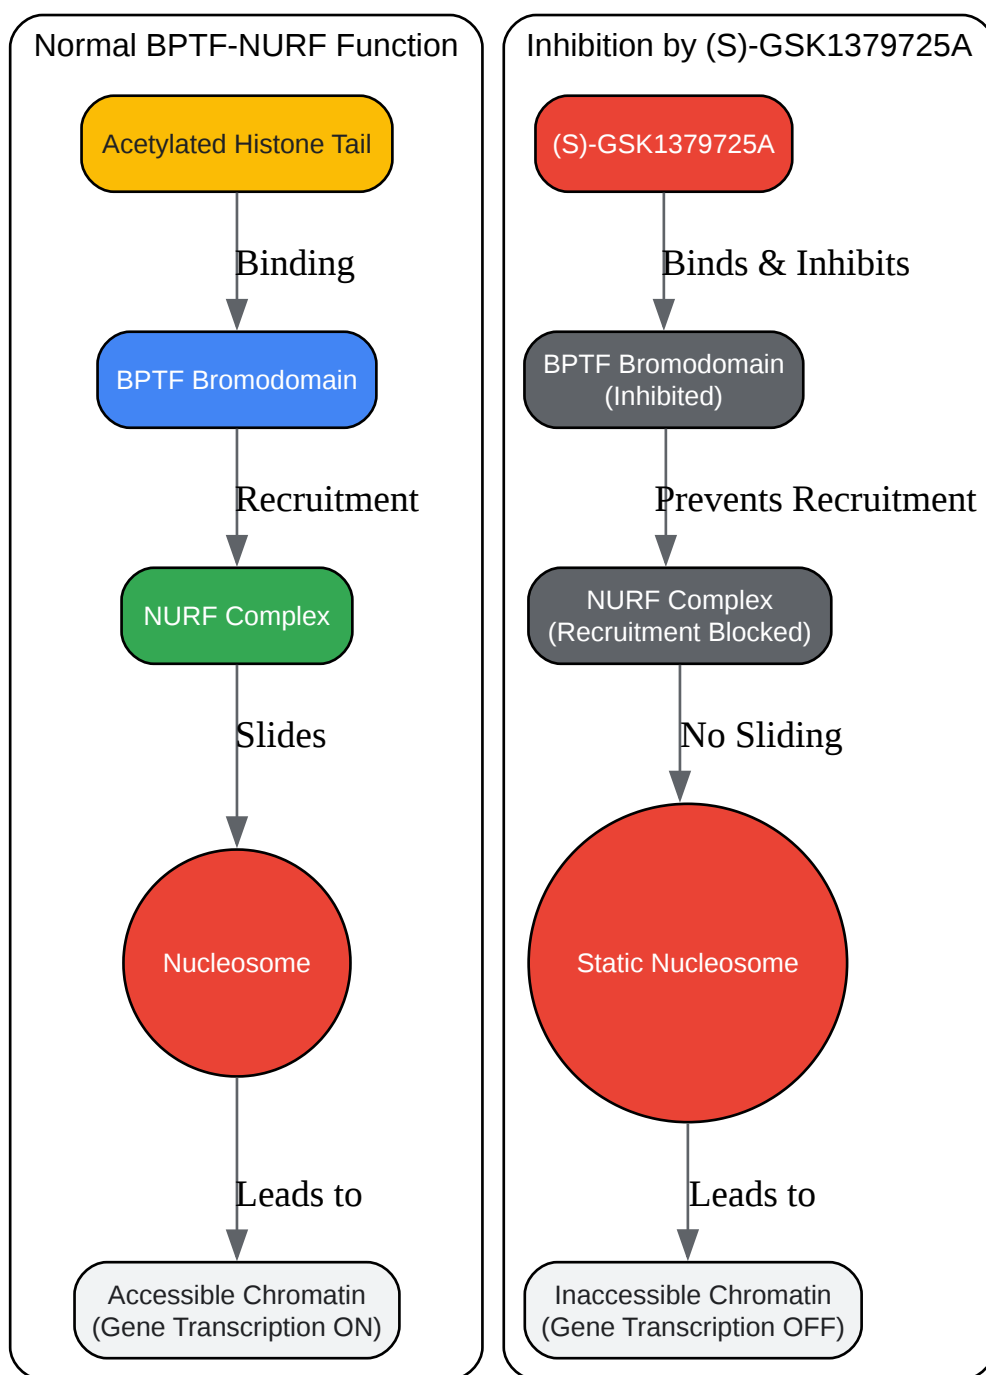 Normal BPTF-NURF Function
Acetylated Histone Tail
Binding
BPTF Bromodomain
Recruitment
NURF Complex
Slides
Nucleosome
Leads to
Accessible Chromatin
(Gene Transcription ON)
Inhibition by (S)-GSK1379725A
(S)-GSK1379725A
Binds & Inhibits
BPTF Bromodomain
(Inhibited)
Prevents Recruitment
NURF Complex
(Recruitment Blocked)
No Sliding
Static Nucleosome
Leads to
Inaccessible Chromatin
(Gene Transcription OFF)